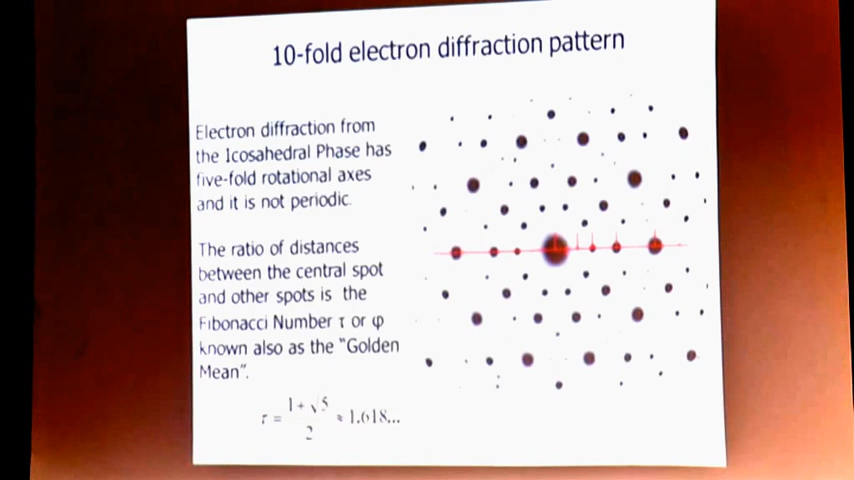 10-fold electron diffraction pattern
Electron diffraction from
the Icosahedral Phase has
five-fold rotational axes
and it is not periodic.
The ratio of distances
between the central spot
and other spots is the
Fibonacci Number τ or φ
known also as the "Golden
Mean".
τ = (1+√5)/2 ≈ 1.618...